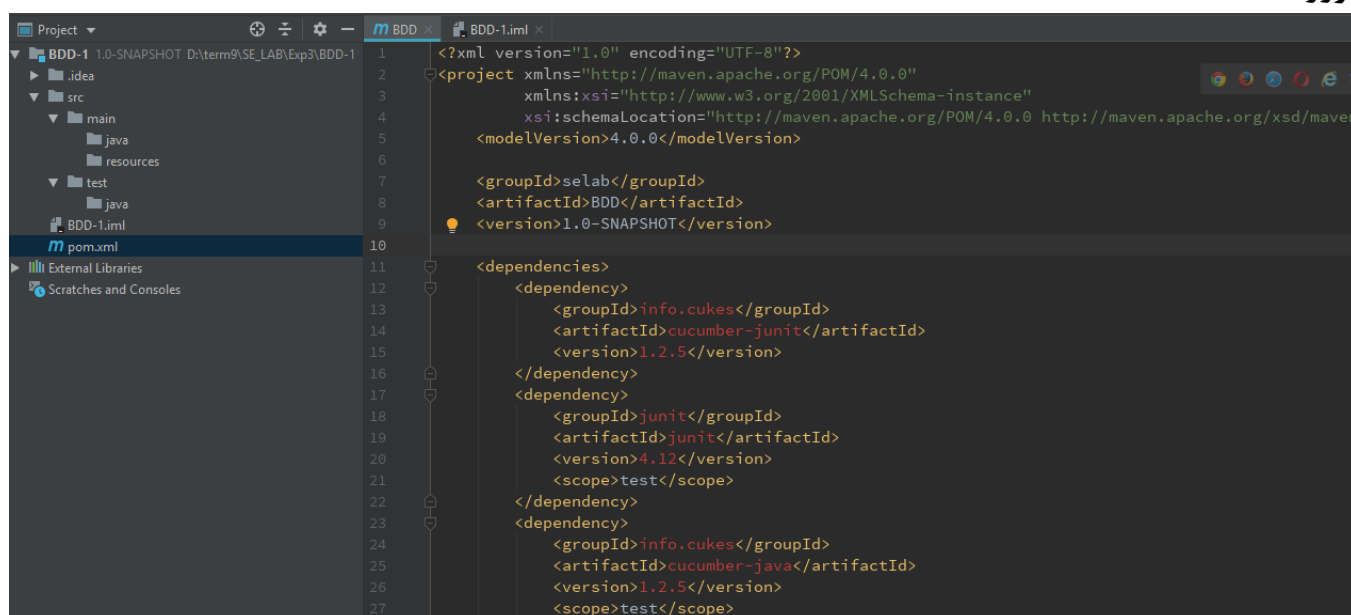 Project
BDD-1 1.0-SNAPSHOT D:\term9\SE_LAB\Exp3\BDD-1
.idea
src
main
java
resources
test
java
BDD-1.iml
pom.xml
External Libraries
Scratches and Consoles
BDD
BDD-1.iml
1 <?xml version="1.0" encoding="UTF-8"?>
2 <project xmlns="http://maven.apache.org/POM/4.0.0"
3 xmlns:xsi="http://www.w3.org/2001/XMLSchema-instance"
4 xsi:schemaLocation="http://maven.apache.org/POM/4.0.0 http://maven.apache.org/xsd/mave
5 <modelVersion>4.0.0</modelVersion>
6
7 <groupId>selab</groupId>
8 <artifactId>BDD</artifactId>
9 <version>1.0-SNAPSHOT</version>
10
11 <dependencies>
12 <dependency>
13 <groupId>info.cukes</groupId>
14 <artifactId>cucumber-junit</artifactId>
15 <version>1.2.5</version>
16 </dependency>
17 <dependency>
18 <groupId>junit</groupId>
19 <artifactId>junit</artifactId>
20 <version>4.12</version>
21 <scope>test</scope>
22 </dependency>
23 <dependency>
24 <groupId>info.cukes</groupId>
25 <artifactId>cucumber-java</artifactId>
26 <version>1.2.5</version>
27 <scope>test</scope>